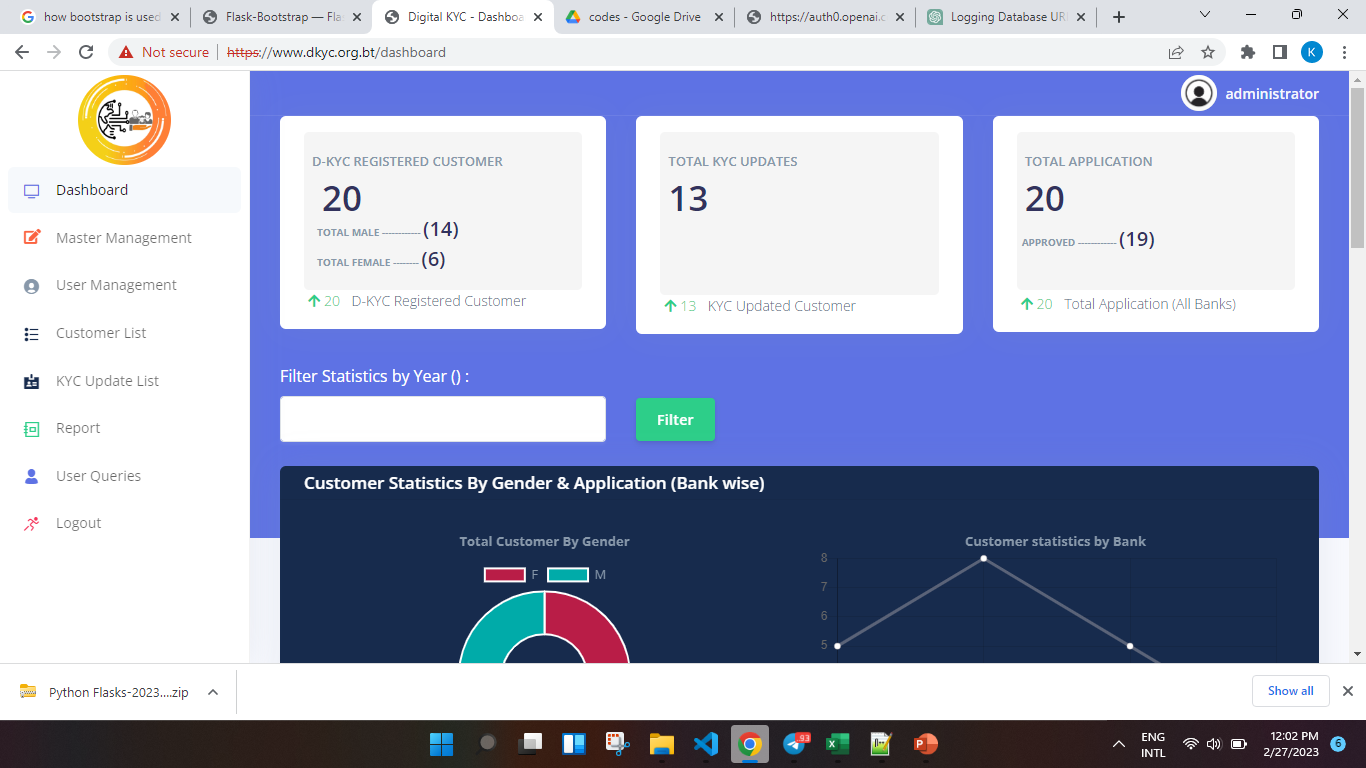 how bootstrap is used
Flask-Bootstrap — Fla
Digital KYC - Dashboa
codes - Google Drive
https://auth0.openai.c
Logging Database UR
Not secure
https://www.dkyc.org.bt/dashboard
K
administrator
Dashboard
Master Management
User Management
Customer List
KYC Update List
Report
User Queries
Logout
D-KYC REGISTERED CUSTOMER
20
TOTAL MALE ------------ (14)
TOTAL FEMALE -------- (6)
20 D-KYC Registered Customer
TOTAL KYC UPDATES
13
13 KYC Updated Customer
TOTAL APPLICATION
20
APPROVED ------------ (19)
20 Total Application (All Banks)
Filter Statistics by Year () :
Filter
Customer Statistics By Gender & Application (Bank wise)
Total Customer By Gender
F M
Customer statistics by Bank
8
7
6
5
Python Flasks-2023....zip
Show all
93
ENG
INTL
12:02 PM
2/27/2023
6